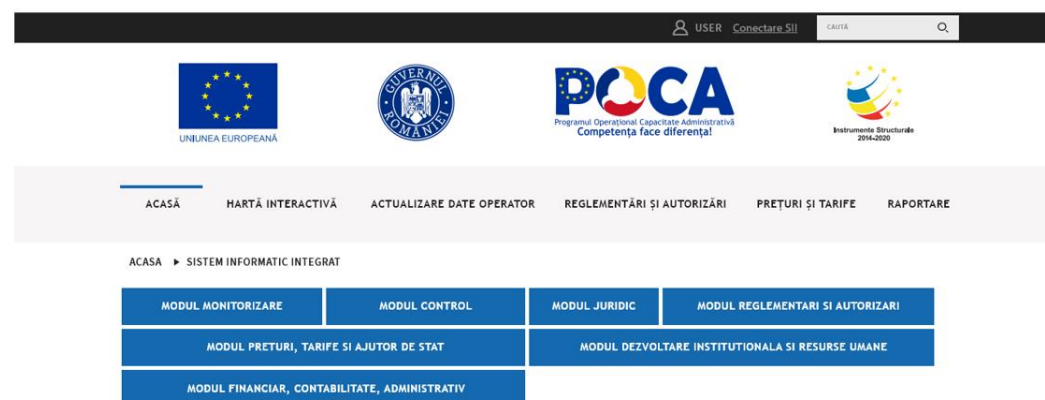 USER Conectare SII CAUTĂ
UNIUNEA EUROPEANĂ
GUVERNUL ROMÂNIEI
POCA
Programul Operațional Capacitate Administrativă
Competența face diferența!
Instrumente Structurale
2014-2020
ACASĂ HARTĂ INTERACTIVĂ ACTUALIZARE DATE OPERATOR REGLEMENTĂRI ȘI AUTORIZĂRI PREȚURI ȘI TARIFE RAPORTARE
ACASA ▶ SISTEM INFORMATIC INTEGRAT
MODUL MONITORIZARE MODUL CONTROL MODUL JURIDIC MODUL REGLEMENTARI SI AUTORIZARI
MODUL PRETURI, TARIFE SI AJUTOR DE STAT MODUL DEZVOLTARE INSTITUTIONALA SI RESURSE UMANE
MODUL FINANCIAR, CONTABILITATE, ADMINISTRATIV